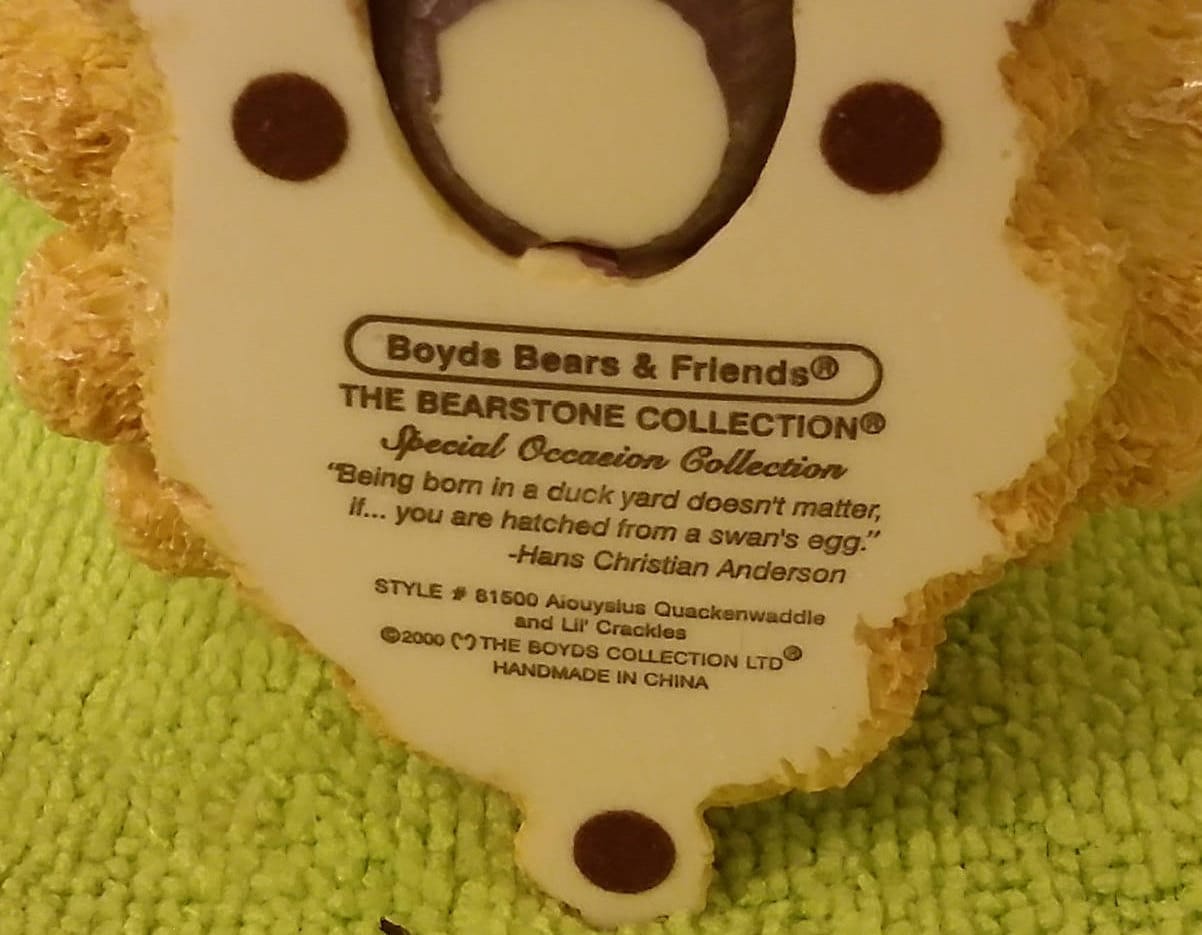 Boyds Bears & Friends®
THE BEARSTONE COLLECTION®
Special Occasion Collection
"Being born in a duck yard doesn't matter,
if... you are hatched from a swan's egg."
-Hans Christian Anderson
STYLE # 81500 Alouysius Quackenwaddle
and Lil' Crackles
©2000 THE BOYDS COLLECTION LTD®
HANDMADE IN CHINA